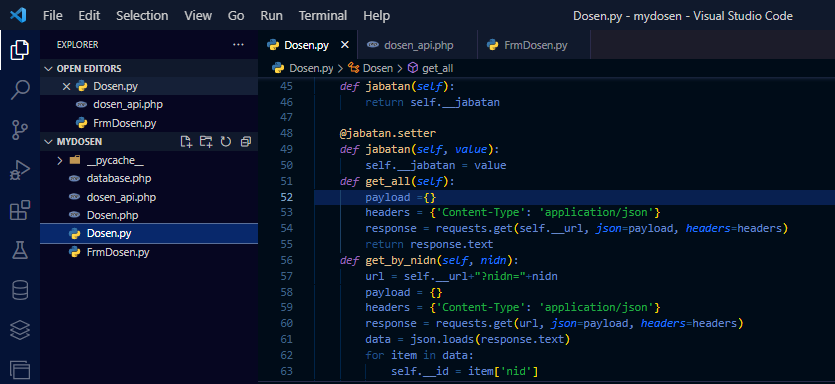 File Edit Selection View Go Run Terminal Help Dosen.py - mydosen - Visual Studio Code
EXPLORER ...
OPEN EDITORS
Dosen.py
dosen_api.php
FrmDosen.py
MYDOSEN
__pycache__
database.php
dosen_api.php
Dosen.php
Dosen.py
FrmDosen.py
Dosen.py dosen_api.php FrmDosen.py
Dosen.py > Dosen > get_all
45 def jabatan(self):
46 return self.__jabatan
47
48 @jabatan.setter
49 def jabatan(self, value):
50 self.__jabatan = value
51 def get_all(self):
52 payload ={}
53 headers = {'Content-Type': 'application/json'}
54 response = requests.get(self.__url, json=payload, headers=headers)
55 return response.text
56 def get_by_nidn(self, nidn):
57 url = self.__url+"?nidn="+nidn
58 payload = {}
59 headers = {'Content-Type': 'application/json'}
60 response = requests.get(url, json=payload, headers=headers)
61 data = json.loads(response.text)
62 for item in data:
63 self.__id = item['nid']